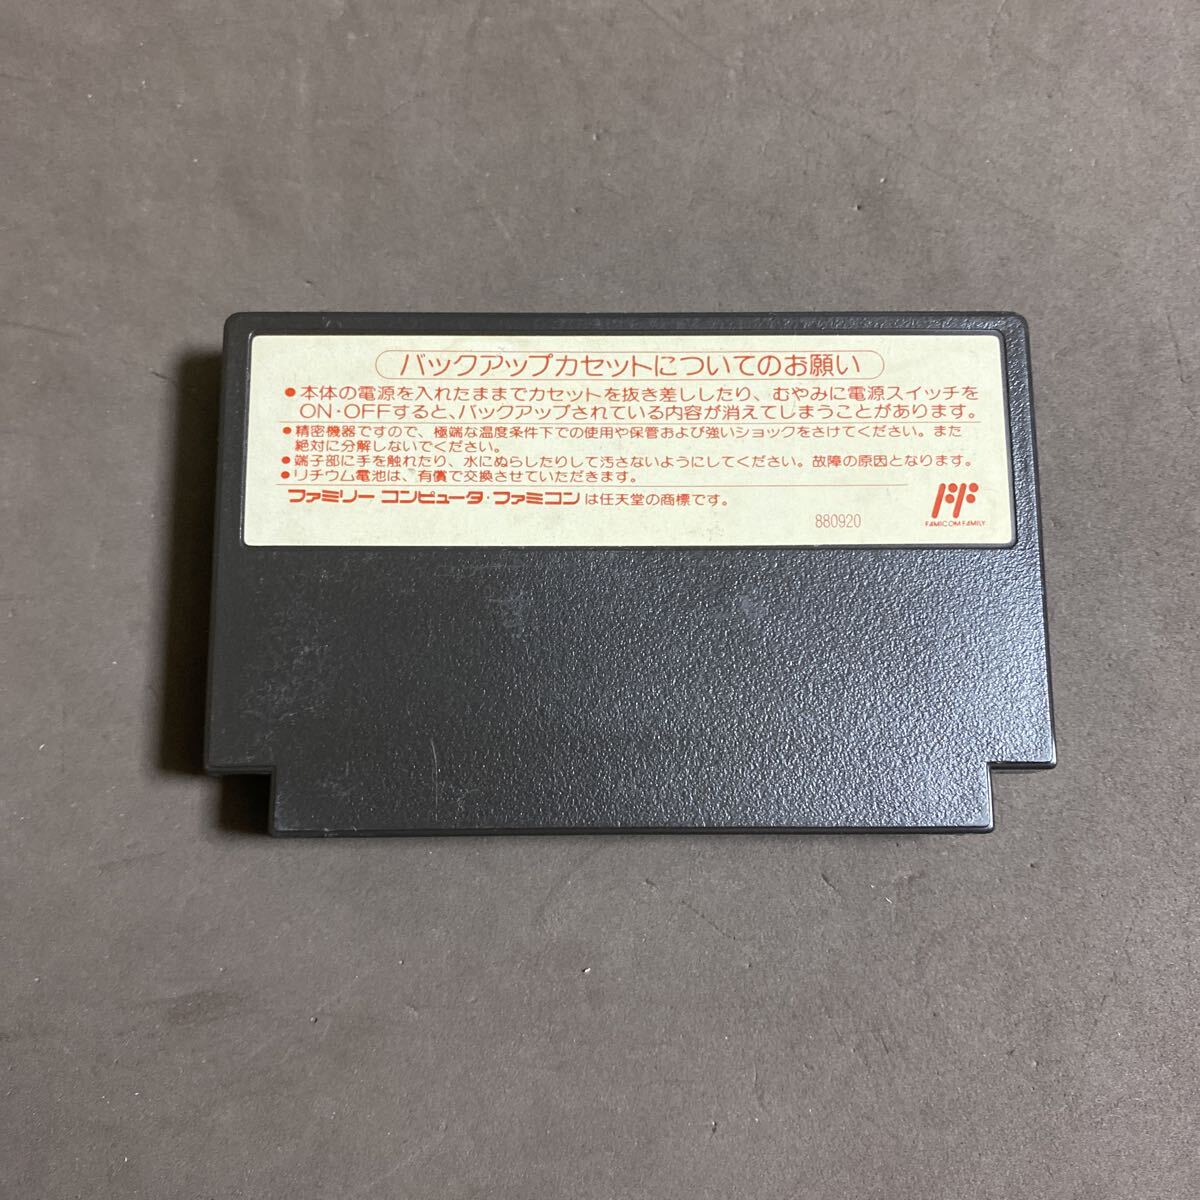 バックアップカセットについてのお願い
●本体の電源を入れたままでカセットを抜き差ししたり、むやみに電源スイッチを
ON・OFFすると、バックアップされている内容が消えてしまうことがあります。
●精密機器ですので、極端な温度条件下での使用や保管および強いショックをさけてください。また
絶対に分解しないでください。
●端子部に手を触れたり、水にぬらしたりして汚さないようにしてください。故障の原因となります。
●リチウム電池は、有償で交換させていただきます。
ファミリー コンピュータ・ファミコン は任天堂の商標です。
880920
FAMICOM FAMILY